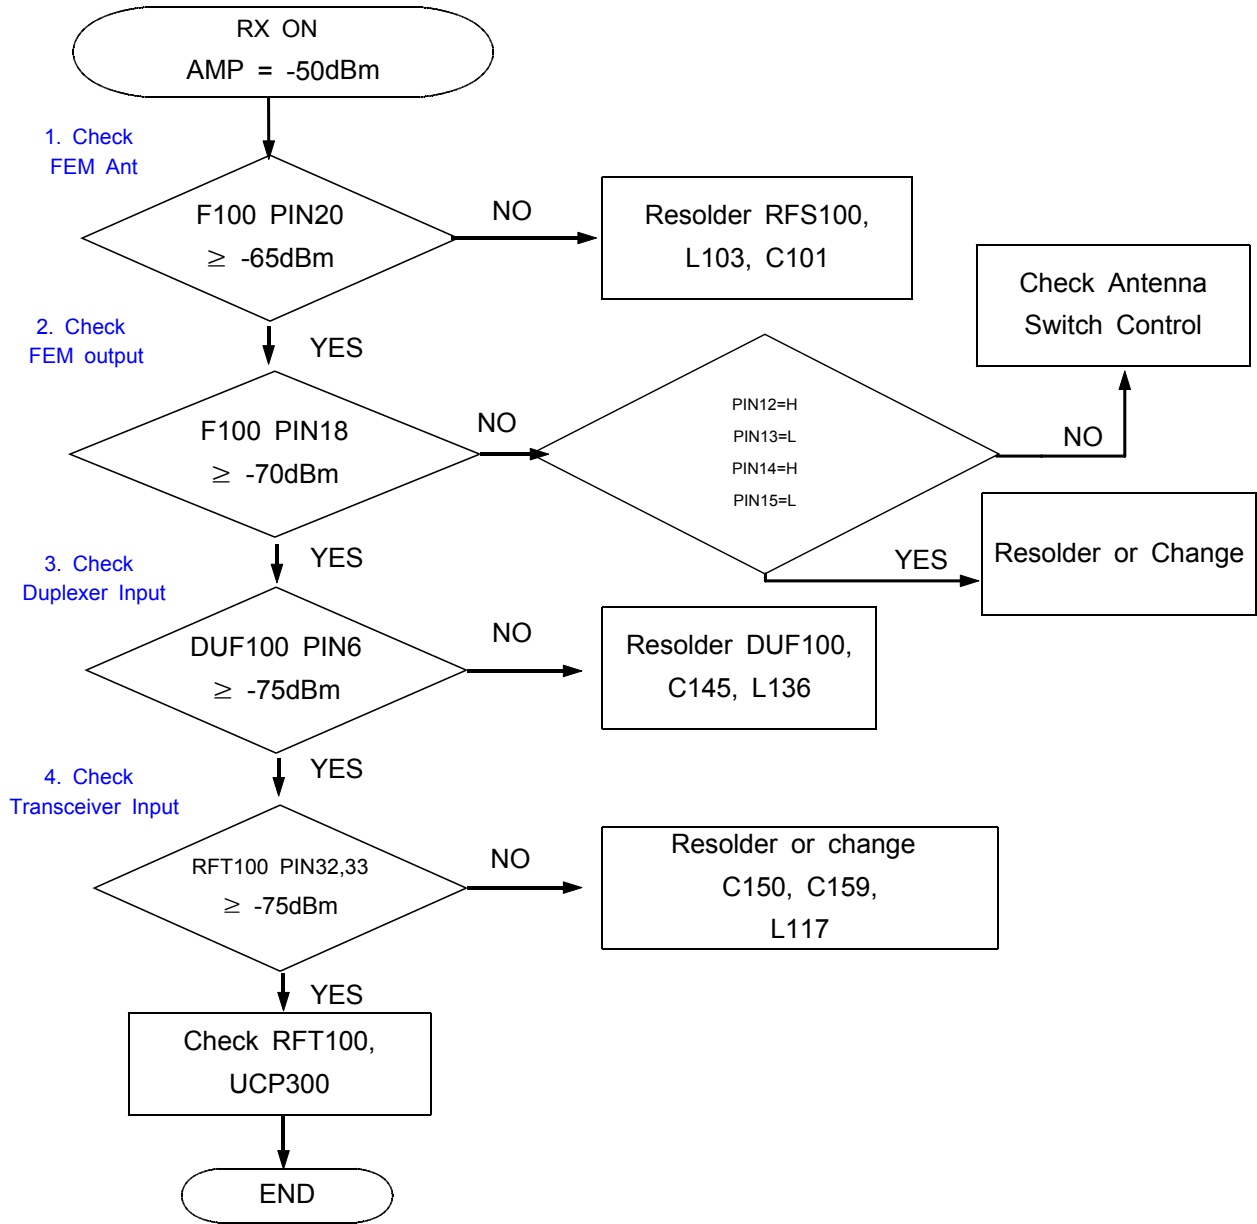 RX ON
AMP = -50dBm
1. Check
FEM Ant
F100 PIN20
≥ -65dBm
NO
Resolder RFS100,
L103, C101
Check Antenna
Switch Control
2. Check
FEM output
YES
F100 PIN18
≥ -70dBm
NO
PIN12=H
PIN13=L
PIN14=H
PIN15=L
NO
YES
Resolder or Change
3. Check
Duplexer Input
YES
DUF100 PIN6
≥ -75dBm
NO
Resolder DUF100,
C145, L136
4. Check
Transceiver Input
YES
RFT100 PIN32,33
≥ -75dBm
NO
Resolder or change
C150, C159,
L117
YES
Check RFT100,
UCP300
END